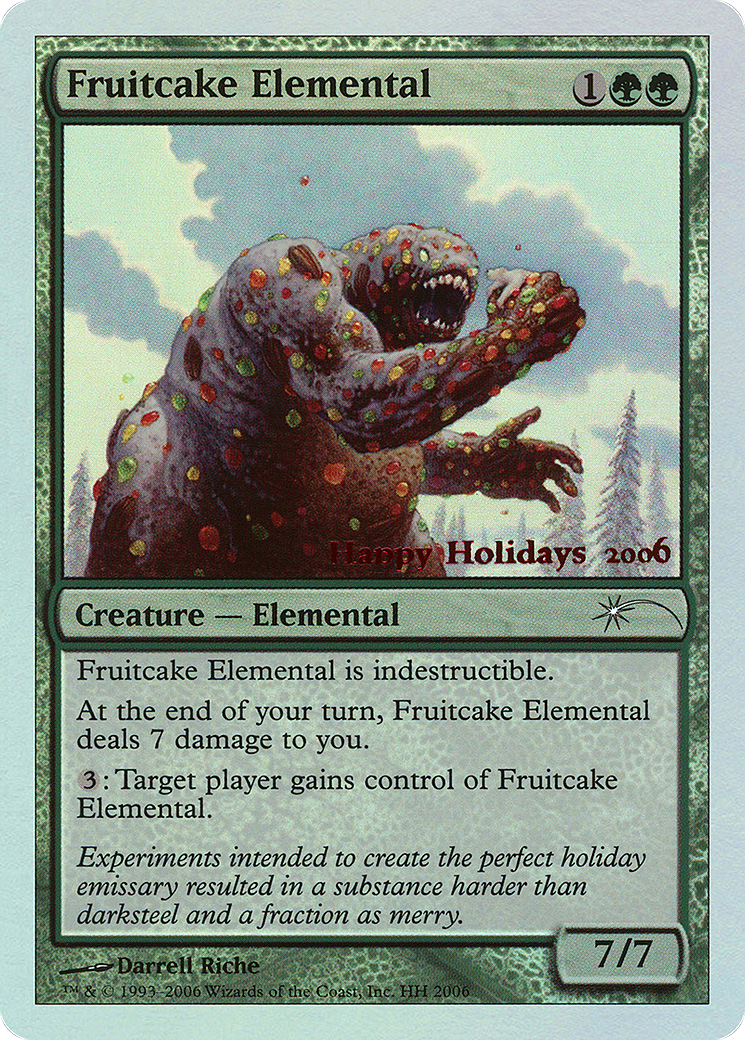 Fruitcake Elemental 1
Happy Holidays 2006
Creature — Elemental
Fruitcake Elemental is indestructible.
At the end of your turn, Fruitcake Elemental
deals 7 damage to you.
3: Target player gains control of Fruitcake
Elemental.
Experiments intended to create the perfect holiday
emissary resulted in a substance harder than
darksteel and a fraction as merry.
7/7
Darrell Riche
™ & © 1993–2006 Wizards of the Coast, Inc. HH 2006